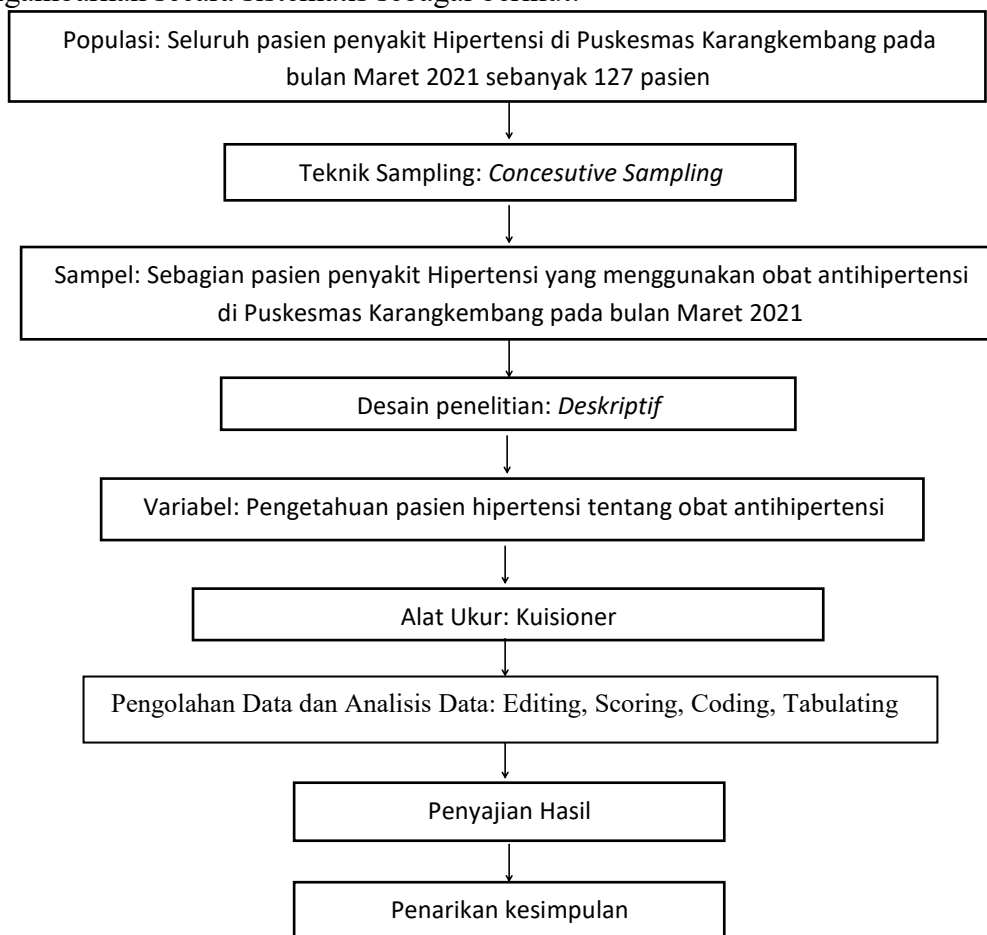 Populasi: Seluruh pasien penyakit Hipertensi di Puskesmas Karangkembang pada
bulan Maret 2021 sebanyak 127 pasien
Teknik Sampling: Concesutive Sampling
Sampel: Sebagian pasien penyakit Hipertensi yang menggunakan obat antihipertensi
di Puskesmas Karangkembang pada bulan Maret 2021
Desain penelitian: Deskriptif
Variabel: Pengetahuan pasien hipertensi tentang obat antihipertensi
Alat Ukur: Kuisioner
Pengolahan Data dan Analisis Data: Editing, Scoring, Coding, Tabulating
Penyajian Hasil
Penarikan kesimpulan